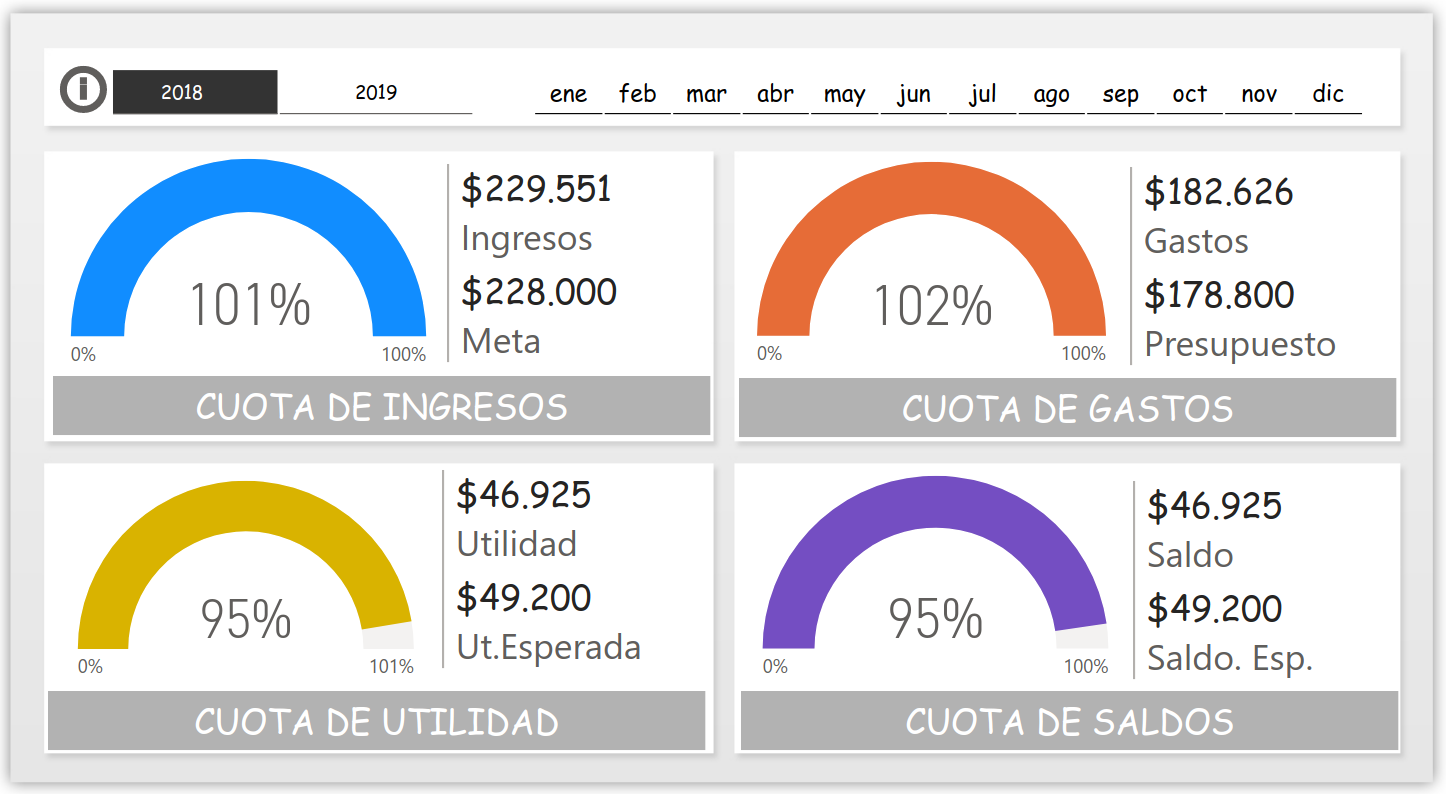 2018 2019 ene feb mar abr may jun jul ago sep oct nov dic
$229.551
Ingresos
$228.000
Meta
101%
0% 100%
CUOTA DE INGRESOS
$182.626
Gastos
$178.800
Presupuesto
102%
0% 100%
CUOTA DE GASTOS
$46.925
Utilidad
$49.200
Ut.Esperada
95%
0% 101%
CUOTA DE UTILIDAD
$46.925
Saldo
$49.200
Saldo. Esp.
95%
0% 100%
CUOTA DE SALDOS